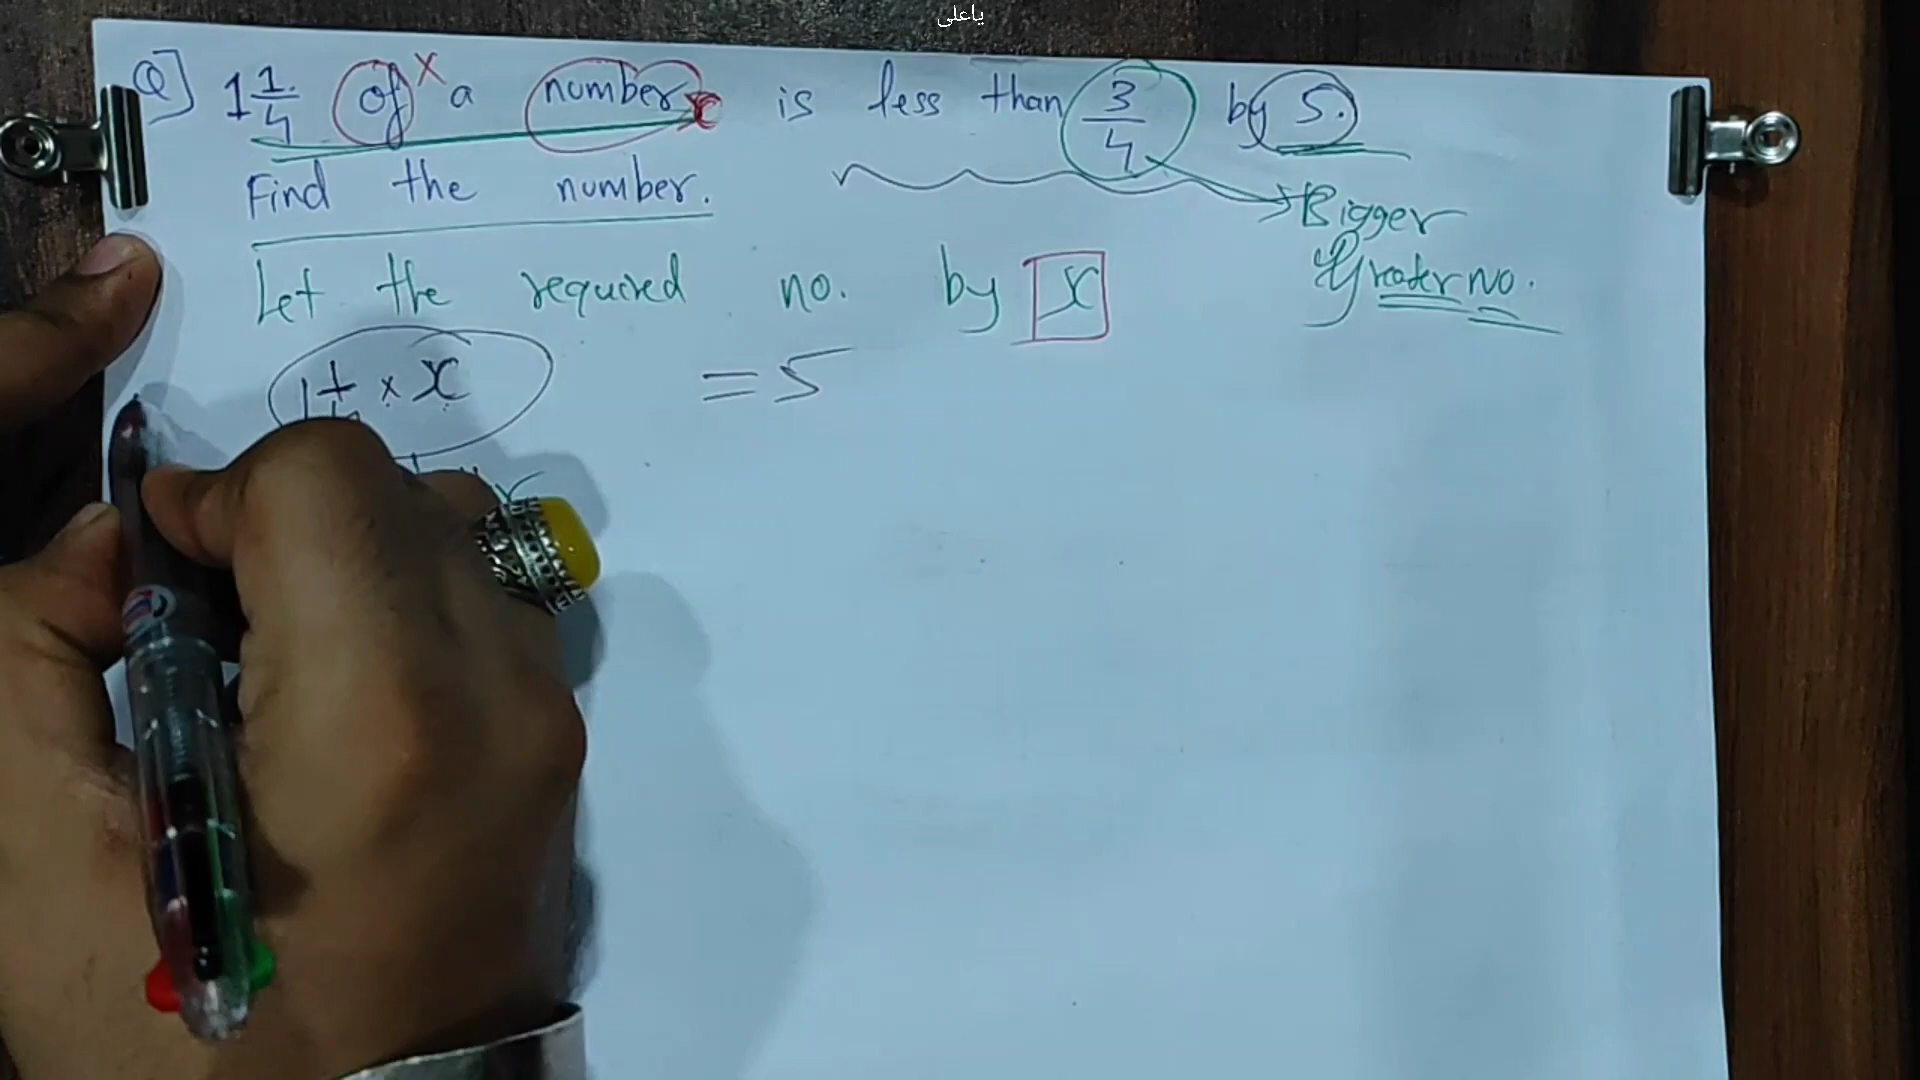 یاعلی
Q] 1 1/4 of x a number x is less than 3/4 by 5.
Find the number.
Bigger
Greater no.
Let the required no. by x
1 1/4 × x = 5